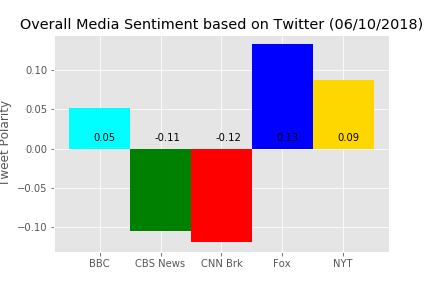 Overall Media Sentiment based on Twitter (06/10/2018)
Tweet Polarity
0.10
0.05
0.00
−0.05
−0.10
0.05
-0.11
-0.12
0.13
0.09
BBC
CBS News
CNN Brk
Fox
NYT